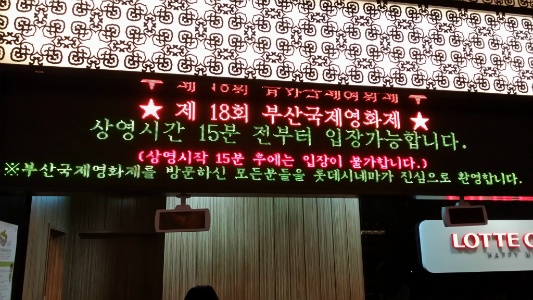 ★ 제 18회 부산국제영화제 ★
상영시간 15분 전부터 입장가능합니다.
(상영시작 15분 후에는 입장이 불가합니다.)
※부산국제영화제를 방문하신 모든분들을 롯데시네마가 진심으로 환영합니다.
LOTTE
HAPPY